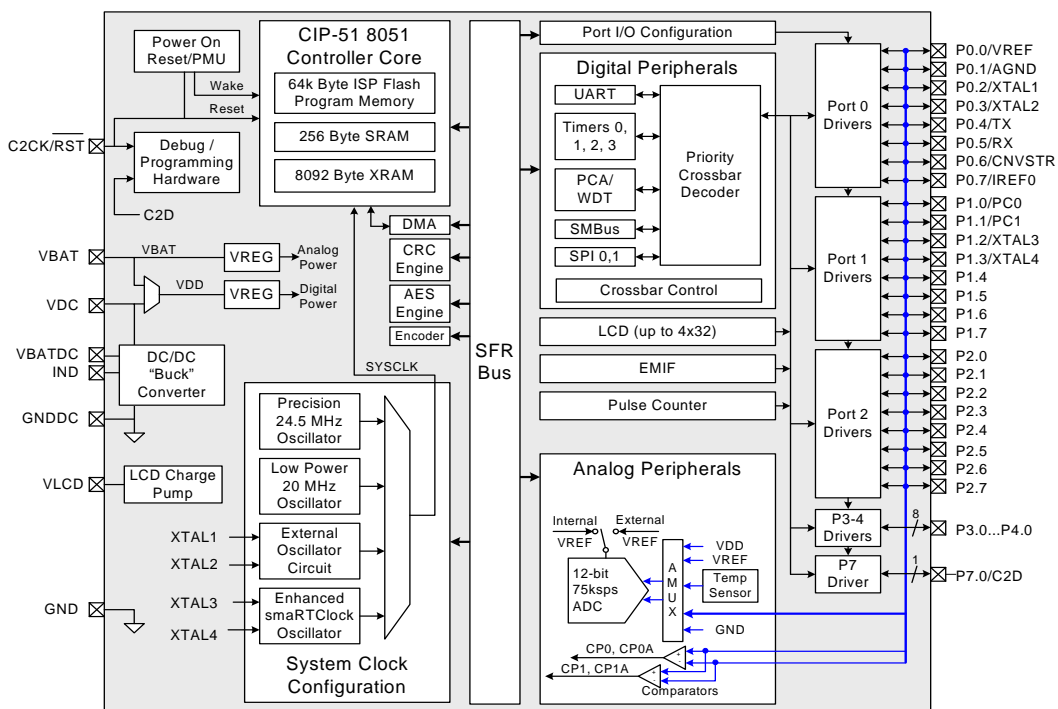 Power On
Reset/PMU
Wake
Reset
C2CK/RST
Debug /
Programming
Hardware
C2D
CIP-51 8051
Controller Core
64k Byte ISP Flash
Program Memory
256 Byte SRAM
8092 Byte XRAM
DMA
CRC
Engine
AES
Engine
Encoder
VBAT
VBAT
VREG
Analog
Power
VDC
VDD
VREG
Digital
Power
VBATDC
IND
DC/DC
“Buck”
Converter
GNDDC
VLCD
LCD Charge
Pump
SYSCLK
Precision
24.5 MHz
Oscillator
Low Power
20 MHz
Oscillator
XTAL1
XTAL2
External
Oscillator
Circuit
GND
XTAL3
XTAL4
Enhanced
smaRTClock
Oscillator
System Clock
Configuration
SFR
Bus
Port I/O Configuration
Digital Peripherals
UART
Timers 0,
1, 2, 3
PCA/
WDT
SMBus
SPI 0,1
Priority
Crossbar
Decoder
Crossbar Control
LCD (up to 4x32)
EMIF
Pulse Counter
Analog Peripherals
Internal
VREF
External
VREF
12-bit
75ksps
ADC
A
M
U
X
VDD
VREF
Temp
Sensor
GND
CP0, CP0A
+
-
CP1, CP1A
+
-
Comparators
Port 0
Drivers
Port 1
Drivers
Port 2
Drivers
P3-4
Drivers
8
P7
Driver
1
P0.0/VREF
P0.1/AGND
P0.2/XTAL1
P0.3/XTAL2
P0.4/TX
P0.5/RX
P0.6/CNVSTR
P0.7/IREF0
P1.0/PC0
P1.1/PC1
P1.2/XTAL3
P1.3/XTAL4
P1.4
P1.5
P1.6
P1.7
P2.0
P2.1
P2.2
P2.3
P2.4
P2.5
P2.6
P2.7
P3.0...P4.0
P7.0/C2D